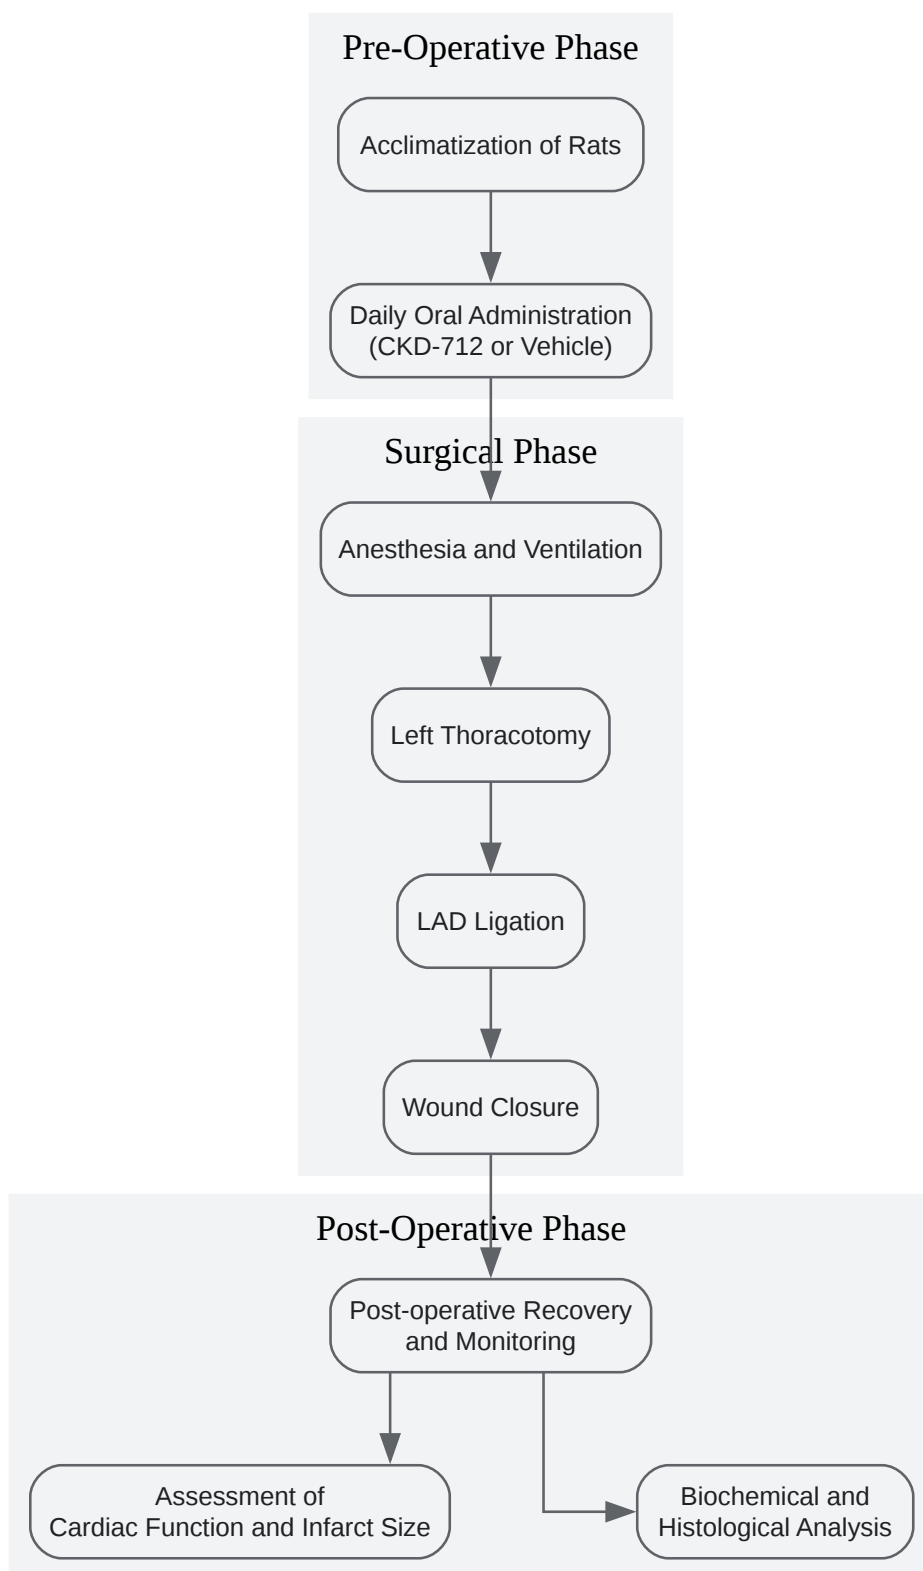 Pre-Operative Phase
Acclimatization of Rats
Daily Oral Administration
(CKD-712 or Vehicle)
Surgical Phase
Anesthesia and Ventilation
Left Thoracotomy
LAD Ligation
Wound Closure
Post-Operative Phase
Post-operative Recovery
and Monitoring
Assessment of
Cardiac Function and Infarct Size
Biochemical and
Histological Analysis